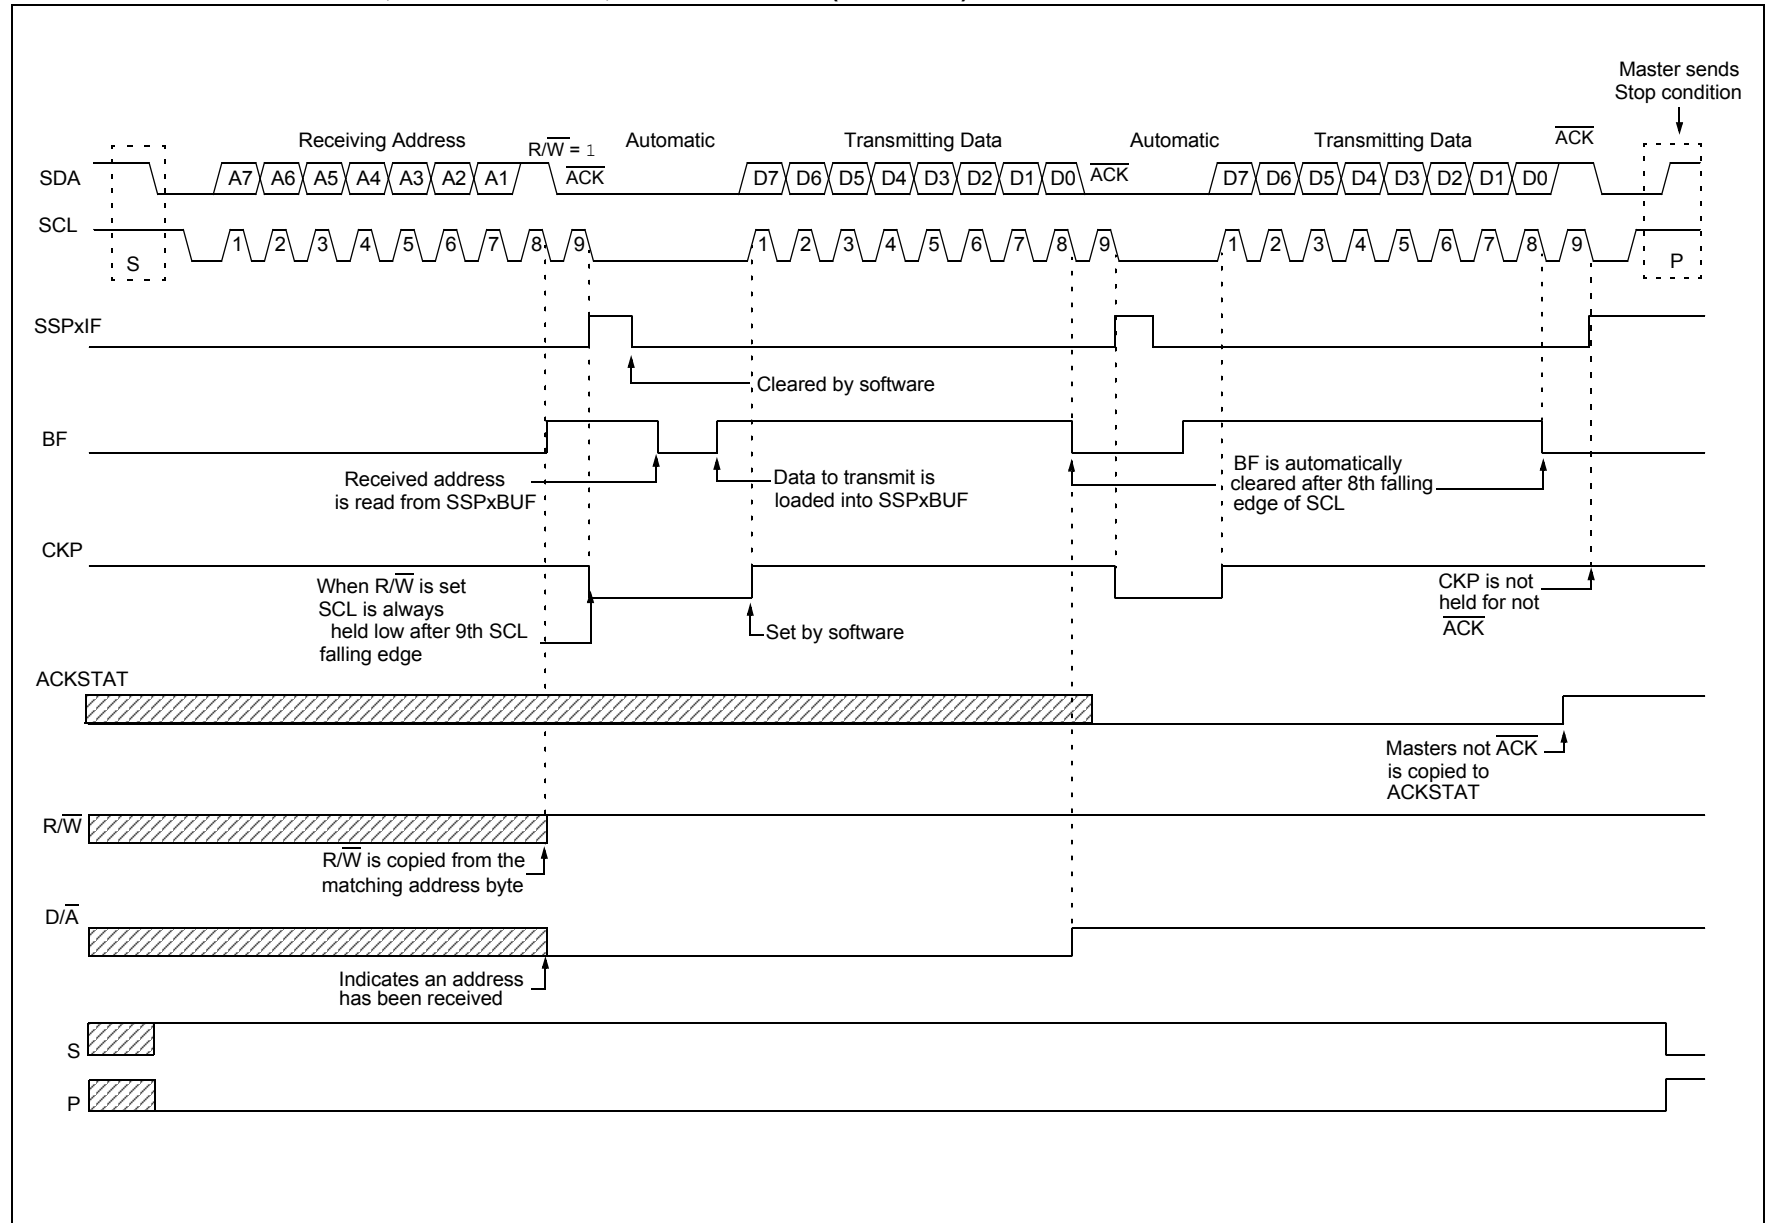 Master sends
Stop condition
Receiving Address
R/W̅ = 1
Automatic
Transmitting Data
Automatic
Transmitting Data
A̅C̅K̅
SDA
A7 A6 A5 A4 A3 A2 A1
A̅C̅K̅
D7 D6 D5 D4 D3 D2 D1 D0
A̅C̅K̅
D7 D6 D5 D4 D3 D2 D1 D0
SCL
1 2 3 4 5 6 7 8 9
1 2 3 4 5 6 7 8 9
1 2 3 4 5 6 7 8 9
S
P
SSPxIF
Cleared by software
BF
Received address
is read from SSPxBUF
Data to transmit is
loaded into SSPxBUF
BF is automatically
cleared after 8th falling
edge of SCL
CKP
When R/W̅ is set
SCL is always
held low after 9th SCL
falling edge
Set by software
CKP is not
held for not
A̅C̅K̅
ACKSTAT
Masters not A̅C̅K̅
is copied to
ACKSTAT
R/W̅
R/W̅ is copied from the
matching address byte
D/A̅
Indicates an address
has been received
S
P